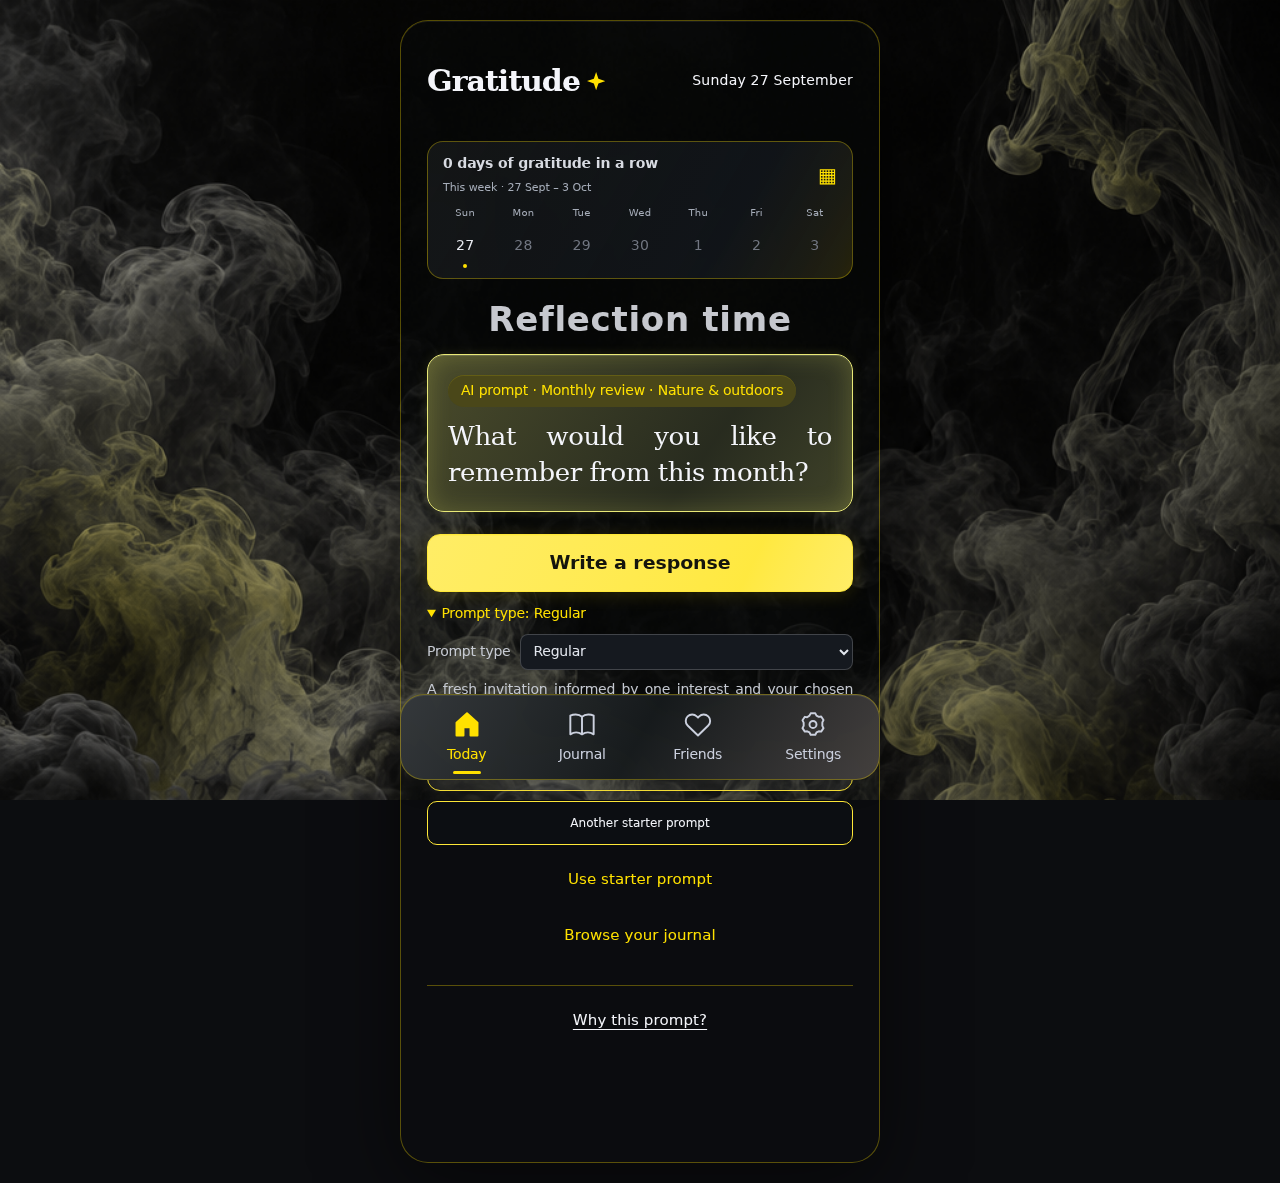 Gratitude
Sunday 27 September
0 days of gratitude in a row
This week · 27 Sept – 3 Oct
Sun Mon Tue Wed Thu Fri Sat
27 28 29 30 1 2 3
Reflection time
AI prompt · Monthly review · Nature & outdoors
What would you like to
remember from this month?
Write a response
▼ Prompt type: Regular
Prompt type Regular
A fresh invitation informed by one interest and your chosen
Today Journal Friends Settings
Another starter prompt
Use starter prompt
Browse your journal
Why this prompt?